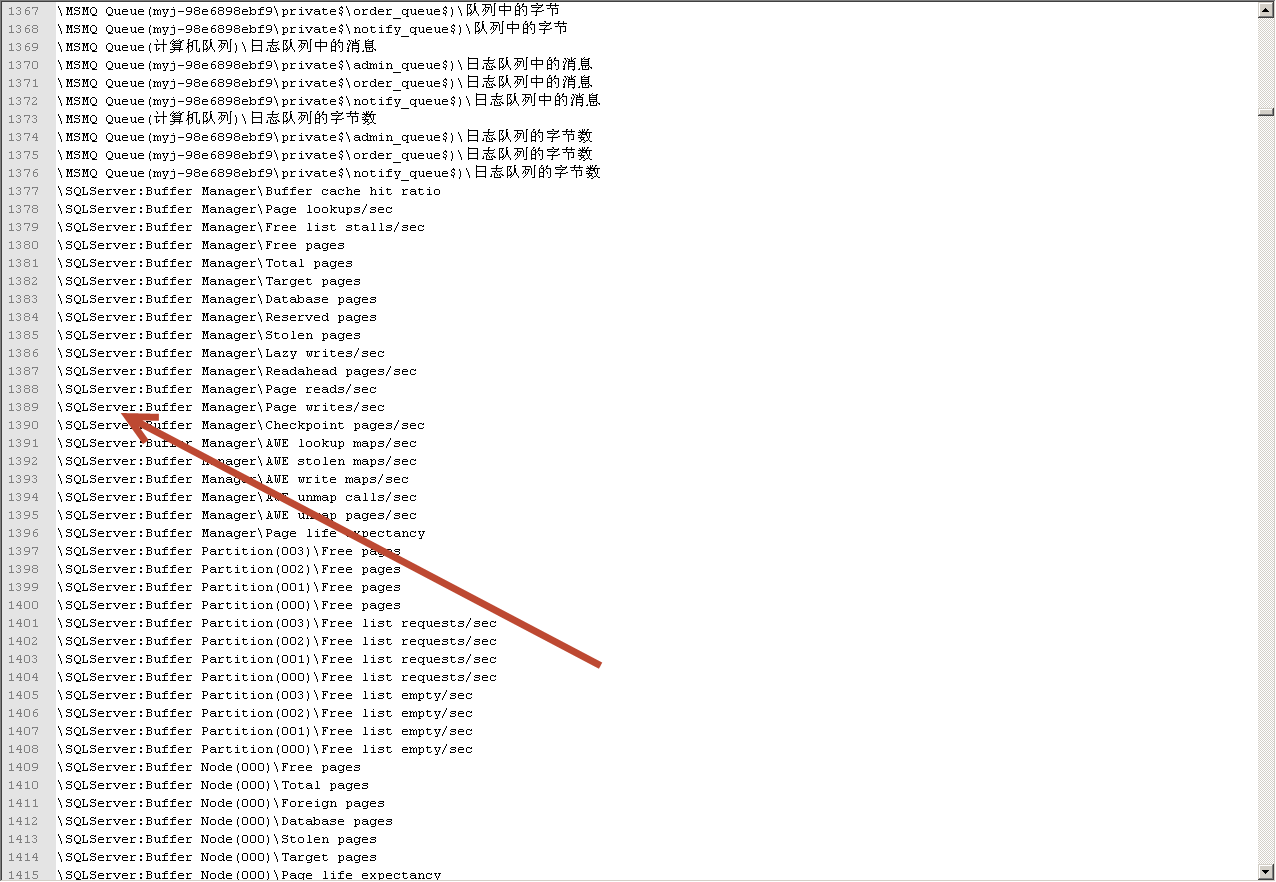 1367 \MSMQ Queue(myj-98e6898ebf9\private$\order_queue$)\队列中的字节
1368 \MSMQ Queue(myj-98e6898ebf9\private$\notify_queue$)\队列中的字节
1369 \MSMQ Queue(计算机队列)\日志队列中的消息
1370 \MSMQ Queue(myj-98e6898ebf9\private$\admin_queue$)\日志队列中的消息
1371 \MSMQ Queue(myj-98e6898ebf9\private$\order_queue$)\日志队列中的消息
1372 \MSMQ Queue(myj-98e6898ebf9\private$\notify_queue$)\日志队列中的消息
1373 \MSMQ Queue(计算机队列)\日志队列的字节数
1374 \MSMQ Queue(myj-98e6898ebf9\private$\admin_queue$)\日志队列的字节数
1375 \MSMQ Queue(myj-98e6898ebf9\private$\order_queue$)\日志队列的字节数
1376 \MSMQ Queue(myj-98e6898ebf9\private$\notify_queue$)\日志队列的字节数
1377 \SQLServer:Buffer Manager\Buffer cache hit ratio
1378 \SQLServer:Buffer Manager\Page lookups/sec
1379 \SQLServer:Buffer Manager\Free list stalls/sec
1380 \SQLServer:Buffer Manager\Free pages
1381 \SQLServer:Buffer Manager\Total pages
1382 \SQLServer:Buffer Manager\Target pages
1383 \SQLServer:Buffer Manager\Database pages
1384 \SQLServer:Buffer Manager\Reserved pages
1385 \SQLServer:Buffer Manager\Stolen pages
1386 \SQLServer:Buffer Manager\Lazy writes/sec
1387 \SQLServer:Buffer Manager\Readahead pages/sec
1388 \SQLServer:Buffer Manager\Page reads/sec
1389 \SQLServer:Buffer Manager\Page writes/sec
1390 \SQLServer:Buffer Manager\Checkpoint pages/sec
1391 \SQLServer:Buffer Manager\AWE lookup maps/sec
1392 \SQLServer:Buffer Manager\AWE stolen maps/sec
1393 \SQLServer:Buffer Manager\AWE write maps/sec
1394 \SQLServer:Buffer Manager\AWE unmap calls/sec
1395 \SQLServer:Buffer Manager\AWE unmap pages/sec
1396 \SQLServer:Buffer Manager\Page life expectancy
1397 \SQLServer:Buffer Partition(003)\Free pages
1398 \SQLServer:Buffer Partition(002)\Free pages
1399 \SQLServer:Buffer Partition(001)\Free pages
1400 \SQLServer:Buffer Partition(000)\Free pages
1401 \SQLServer:Buffer Partition(003)\Free list requests/sec
1402 \SQLServer:Buffer Partition(002)\Free list requests/sec
1403 \SQLServer:Buffer Partition(001)\Free list requests/sec
1404 \SQLServer:Buffer Partition(000)\Free list requests/sec
1405 \SQLServer:Buffer Partition(003)\Free list empty/sec
1406 \SQLServer:Buffer Partition(002)\Free list empty/sec
1407 \SQLServer:Buffer Partition(001)\Free list empty/sec
1408 \SQLServer:Buffer Partition(000)\Free list empty/sec
1409 \SQLServer:Buffer Node(000)\Free pages
1410 \SQLServer:Buffer Node(000)\Total pages
1411 \SQLServer:Buffer Node(000)\Foreign pages
1412 \SQLServer:Buffer Node(000)\Database pages
1413 \SQLServer:Buffer Node(000)\Stolen pages
1414 \SQLServer:Buffer Node(000)\Target pages
1415 \SQLServer:Buffer Node(000)\Page life expectancy